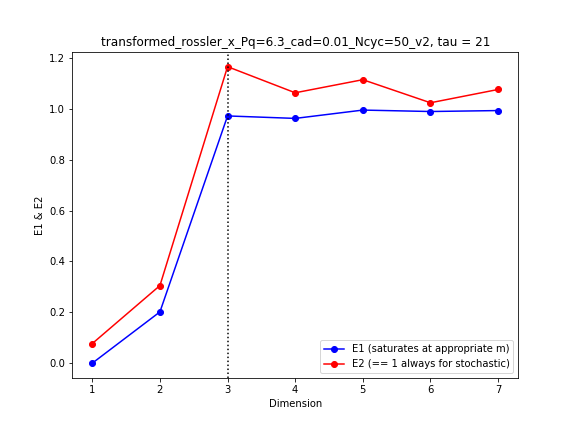 transformed_rossler_x_Pq=6.3_cad=0.01_Ncyc=50_v2, tau = 21
1.2
1.0
0.8
0.6
0.4
0.2
0.0
E1 & E2
E1 (saturates at appropriate m)
E2 (== 1 always for stochastic)
1 2 3 4 5 6 7
Dimension